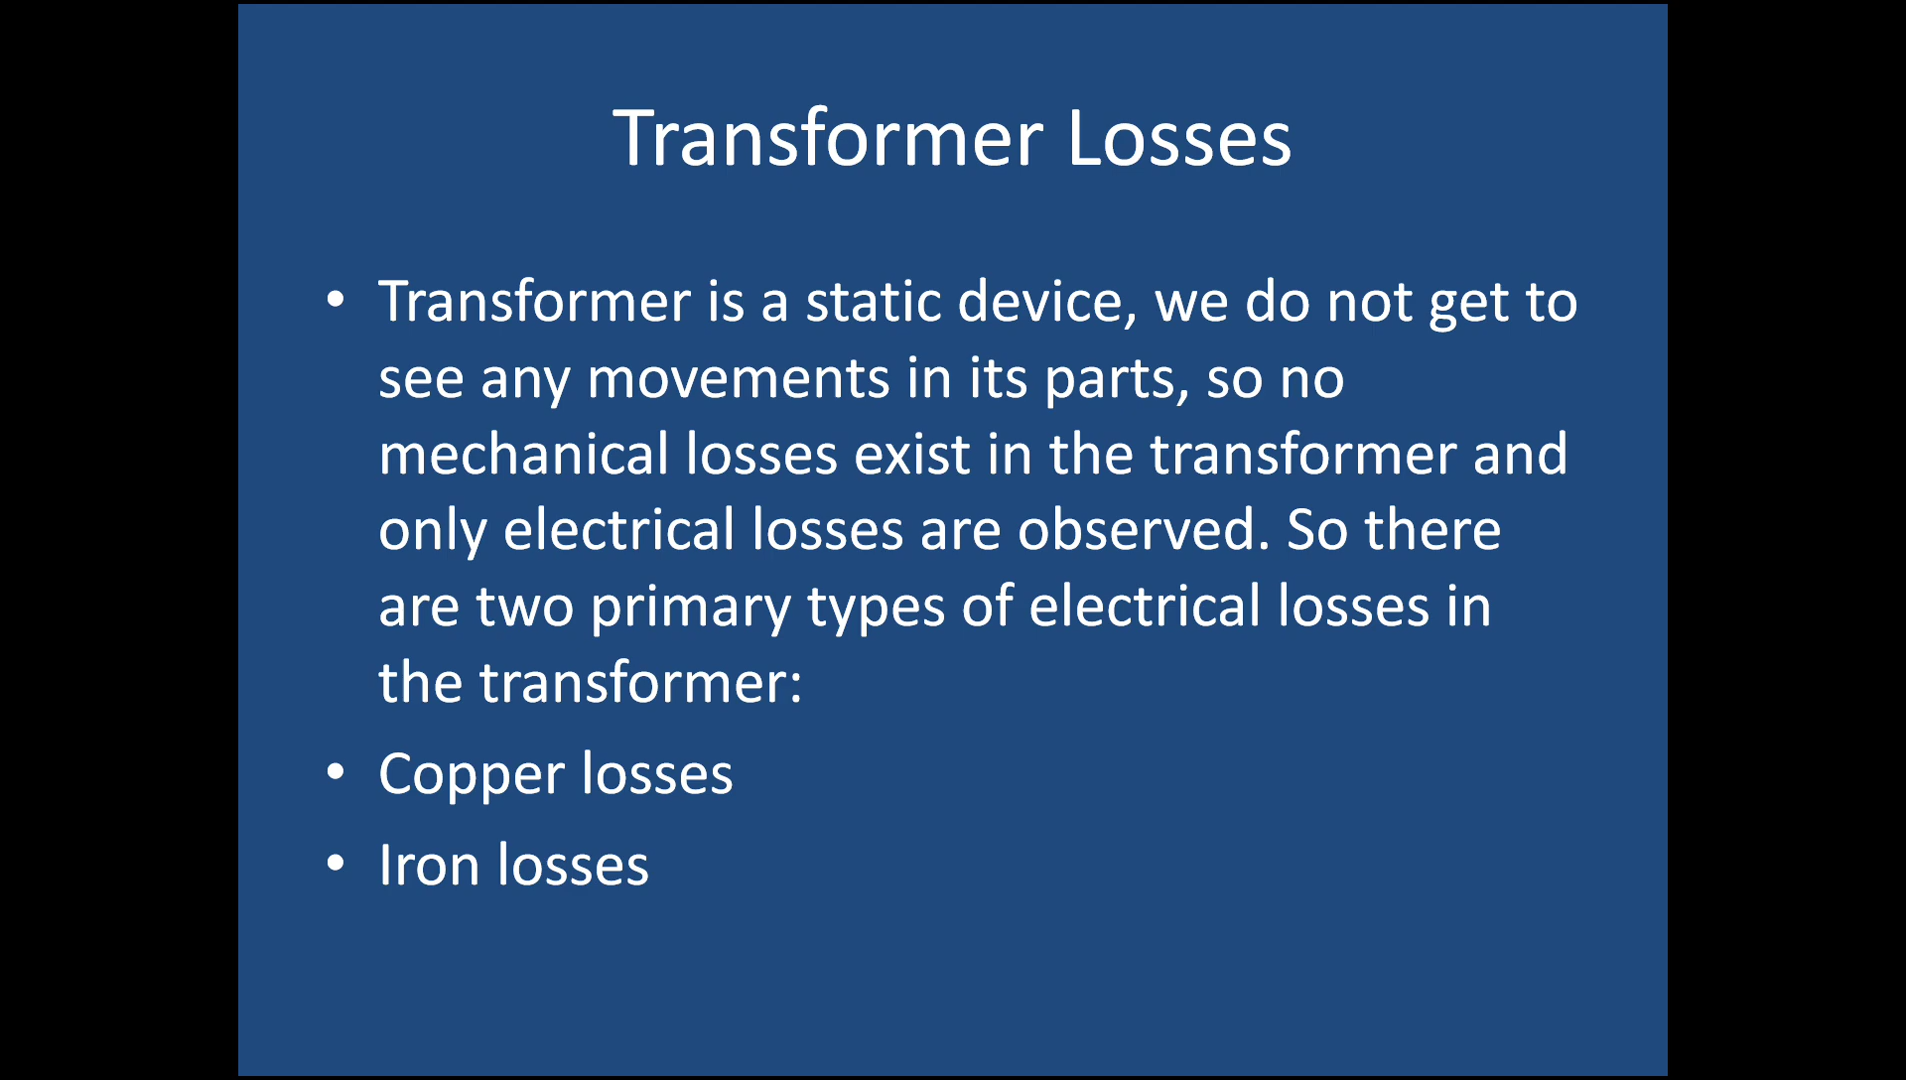 Transformer Losses
• Transformer is a static device, we do not get to
see any movements in its parts, so no
mechanical losses exist in the transformer and
only electrical losses are observed. So there
are two primary types of electrical losses in
the transformer:
• Copper losses
• Iron losses